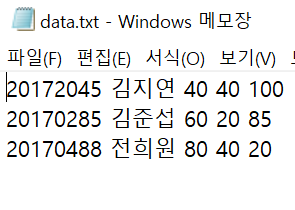 data.txt - Windows 메모장
파일(F) 편집(E) 서식(O) 보기(V)
20172045 김지연 40 40 100
20170285 김준섭 60 20 85
20170488 전희원 80 40 20